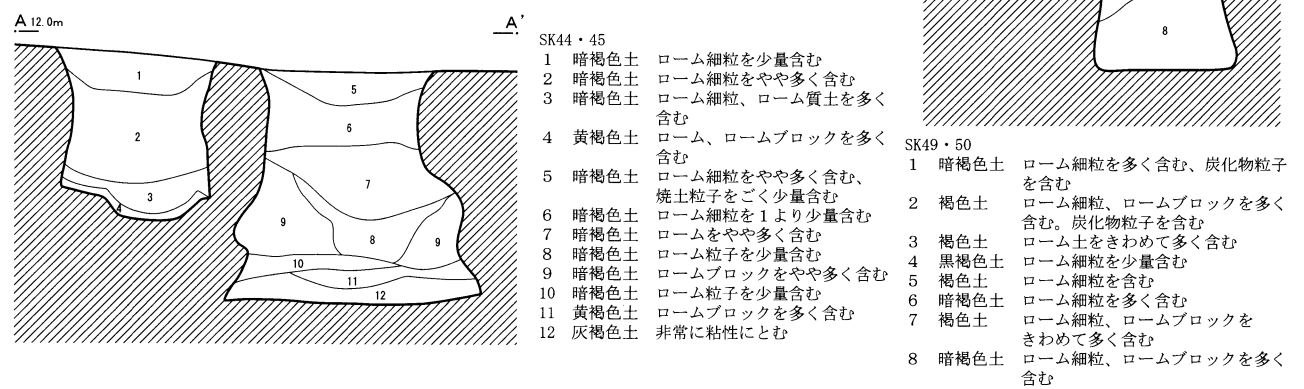 A 12.0m
A'
1
2
3
4
5
6
7
8
9
9
10
11
12
SK44・45
1 暗褐色土 ローム細粒を少量含む
2 暗褐色土 ローム細粒をやや多く含む
3 暗褐色土 ローム細粒、ローム質土を多く
含む
4 黄褐色土 ローム、ロームブロックを多く
含む
5 暗褐色土 ローム細粒をやや多く含む、
焼土粒子をごく少量含む
6 暗褐色土 ローム細粒を1より少量含む
7 暗褐色土 ロームをやや多く含む
8 暗褐色土 ローム粒子を少量含む
9 暗褐色土 ロームブロックをやや多く含む
10 暗褐色土 ローム粒子を少量含む
11 黄褐色土 ロームブロックを多く含む
12 灰褐色土 非常に粘性にとむ
8
SK49・50
1 暗褐色土 ローム細粒を多く含む、炭化物粒子
を含む
2 褐色土 ローム細粒、ロームブロックを多く
含む。炭化物粒子を含む
3 褐色土 ローム土をきわめて多く含む
4 黒褐色土 ローム細粒を少量含む
5 褐色土 ローム細粒を含む
6 暗褐色土 ローム細粒を多く含む
7 褐色土 ローム細粒、ロームブロックを
きわめて多く含む
8 暗褐色土 ローム細粒、ロームブロックを多く
含む